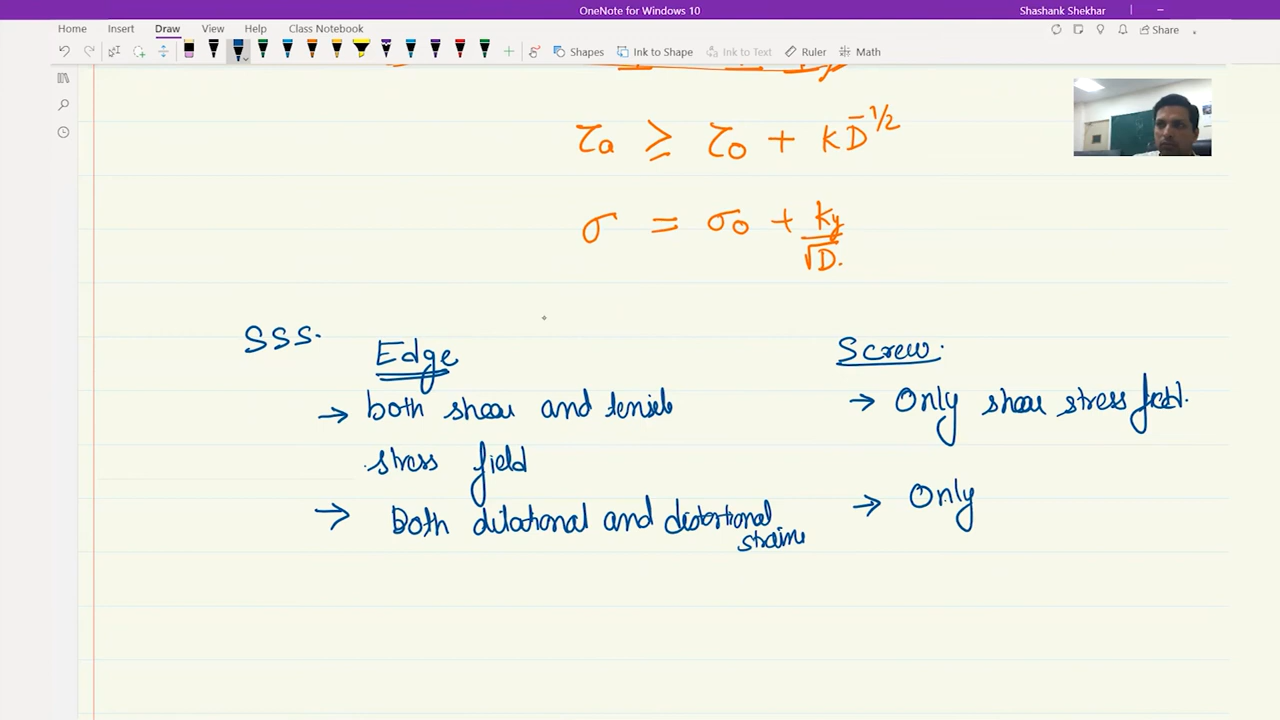 OneNote for Windows 10
Shashank Shekhar
Home Insert Draw View Help Class Notebook
Share
Shapes Ink to Shape Ink to Text Ruler Math
τa ≥ τo + kD^-1/2
σ = σo + ky/√D.
SSS.
Edge
Screw.
→ both shear and tensile
stress field
→ Only shear stress field.
→ Both dilational and distortional
strains
→ Only